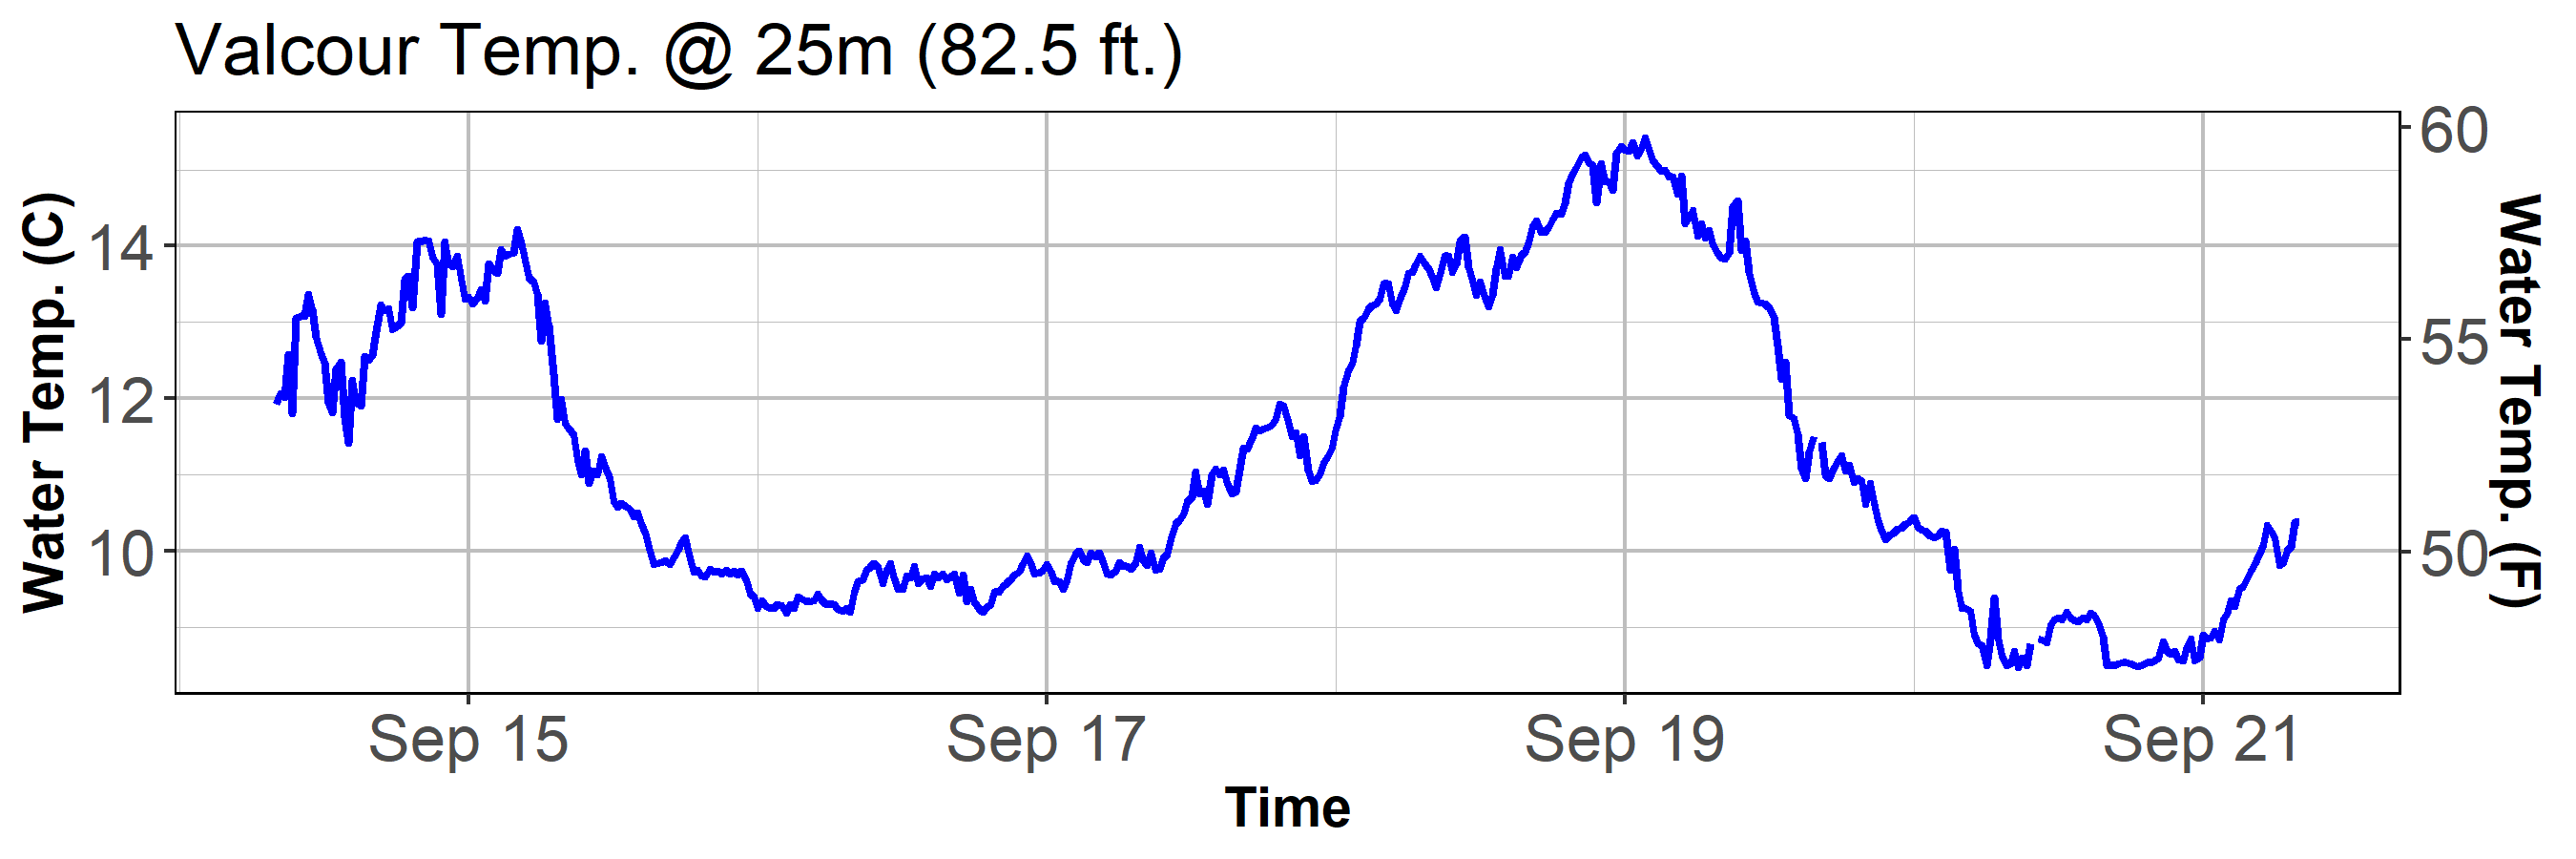 Valcour Temp. @ 25m (82.5 ft.)
Water Temp. (C)
14
12
10
60
55
50
Water Temp. (F)
Sep 15 Sep 17 Sep 19 Sep 21
Time